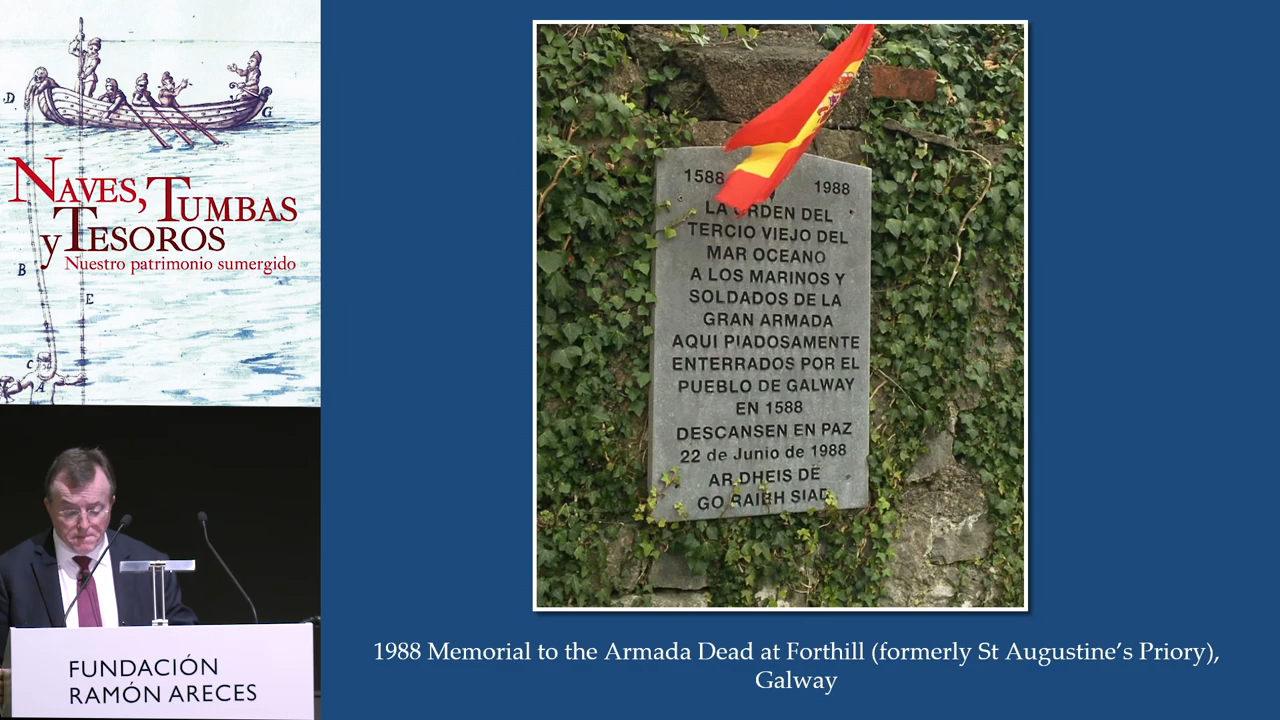 D
G
NAVES, TUMBAS
y TESOROS
Nuestro patrimonio sumergido
B
E
C
A
FUNDACIÓN
RAMÓN ARECES
1588 1988
LA ORDEN DEL
TERCIO VIEJO DEL
MAR OCEANO
A LOS MARINOS Y
SOLDADOS DE LA
GRAN ARMADA
AQUI PIADOSAMENTE
ENTERRADOS POR EL
PUEBLO DE GALWAY
EN 1588
DESCANSEN EN PAZ
22 de Junio de 1988
AR DHEIS DÉ
GO RAIBH SIAD
1988 Memorial to the Armada Dead at Forthill (formerly St Augustine's Priory),
Galway